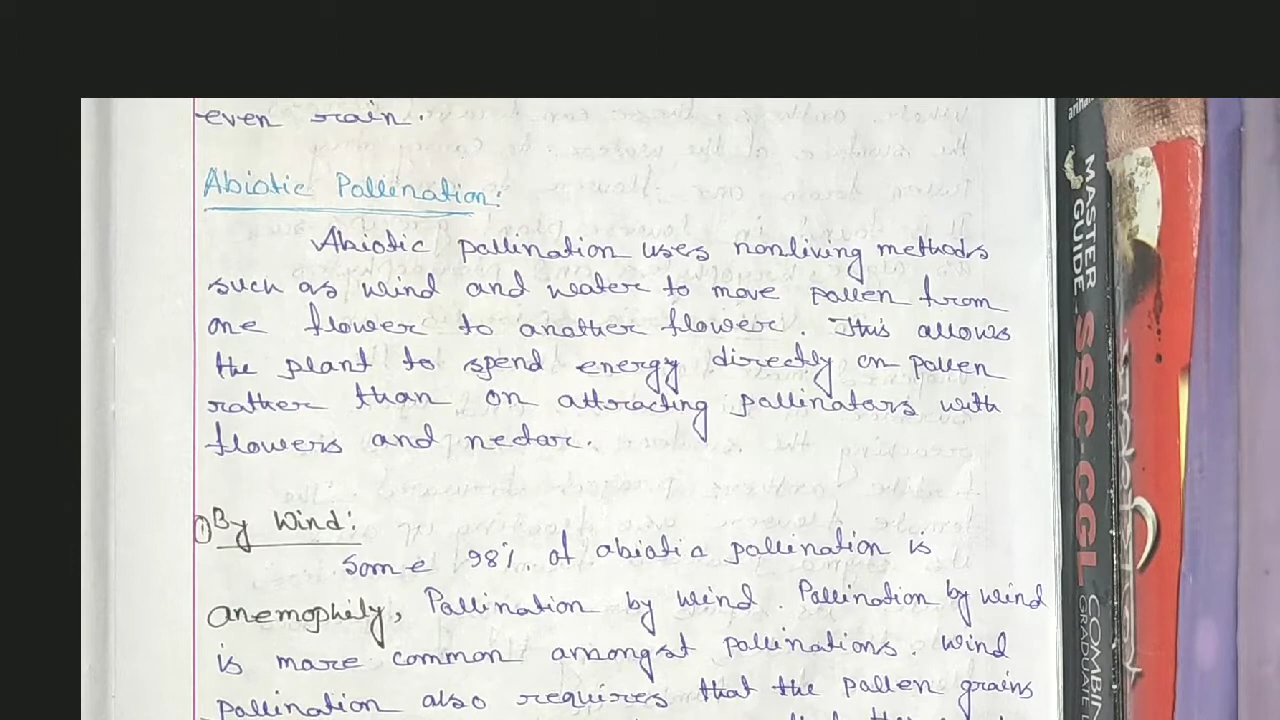 even rain.
Abiotic Pollination:
Abiotic pollination uses nonliving methods
such as wind and water to move pollen from
one flower to another flower. This allows
the plant to spend energy directly on pollen
rather than on attracting pollinators with
flowers and nectar.
① By Wind:
Some 98% of abiotic pollination is
anemophily, Pollination by wind. Pollination by wind
is more common amongst pollinations. Wind
pollination also requires that the pollen grains
MASTER
GUIDE
SSC-CGL